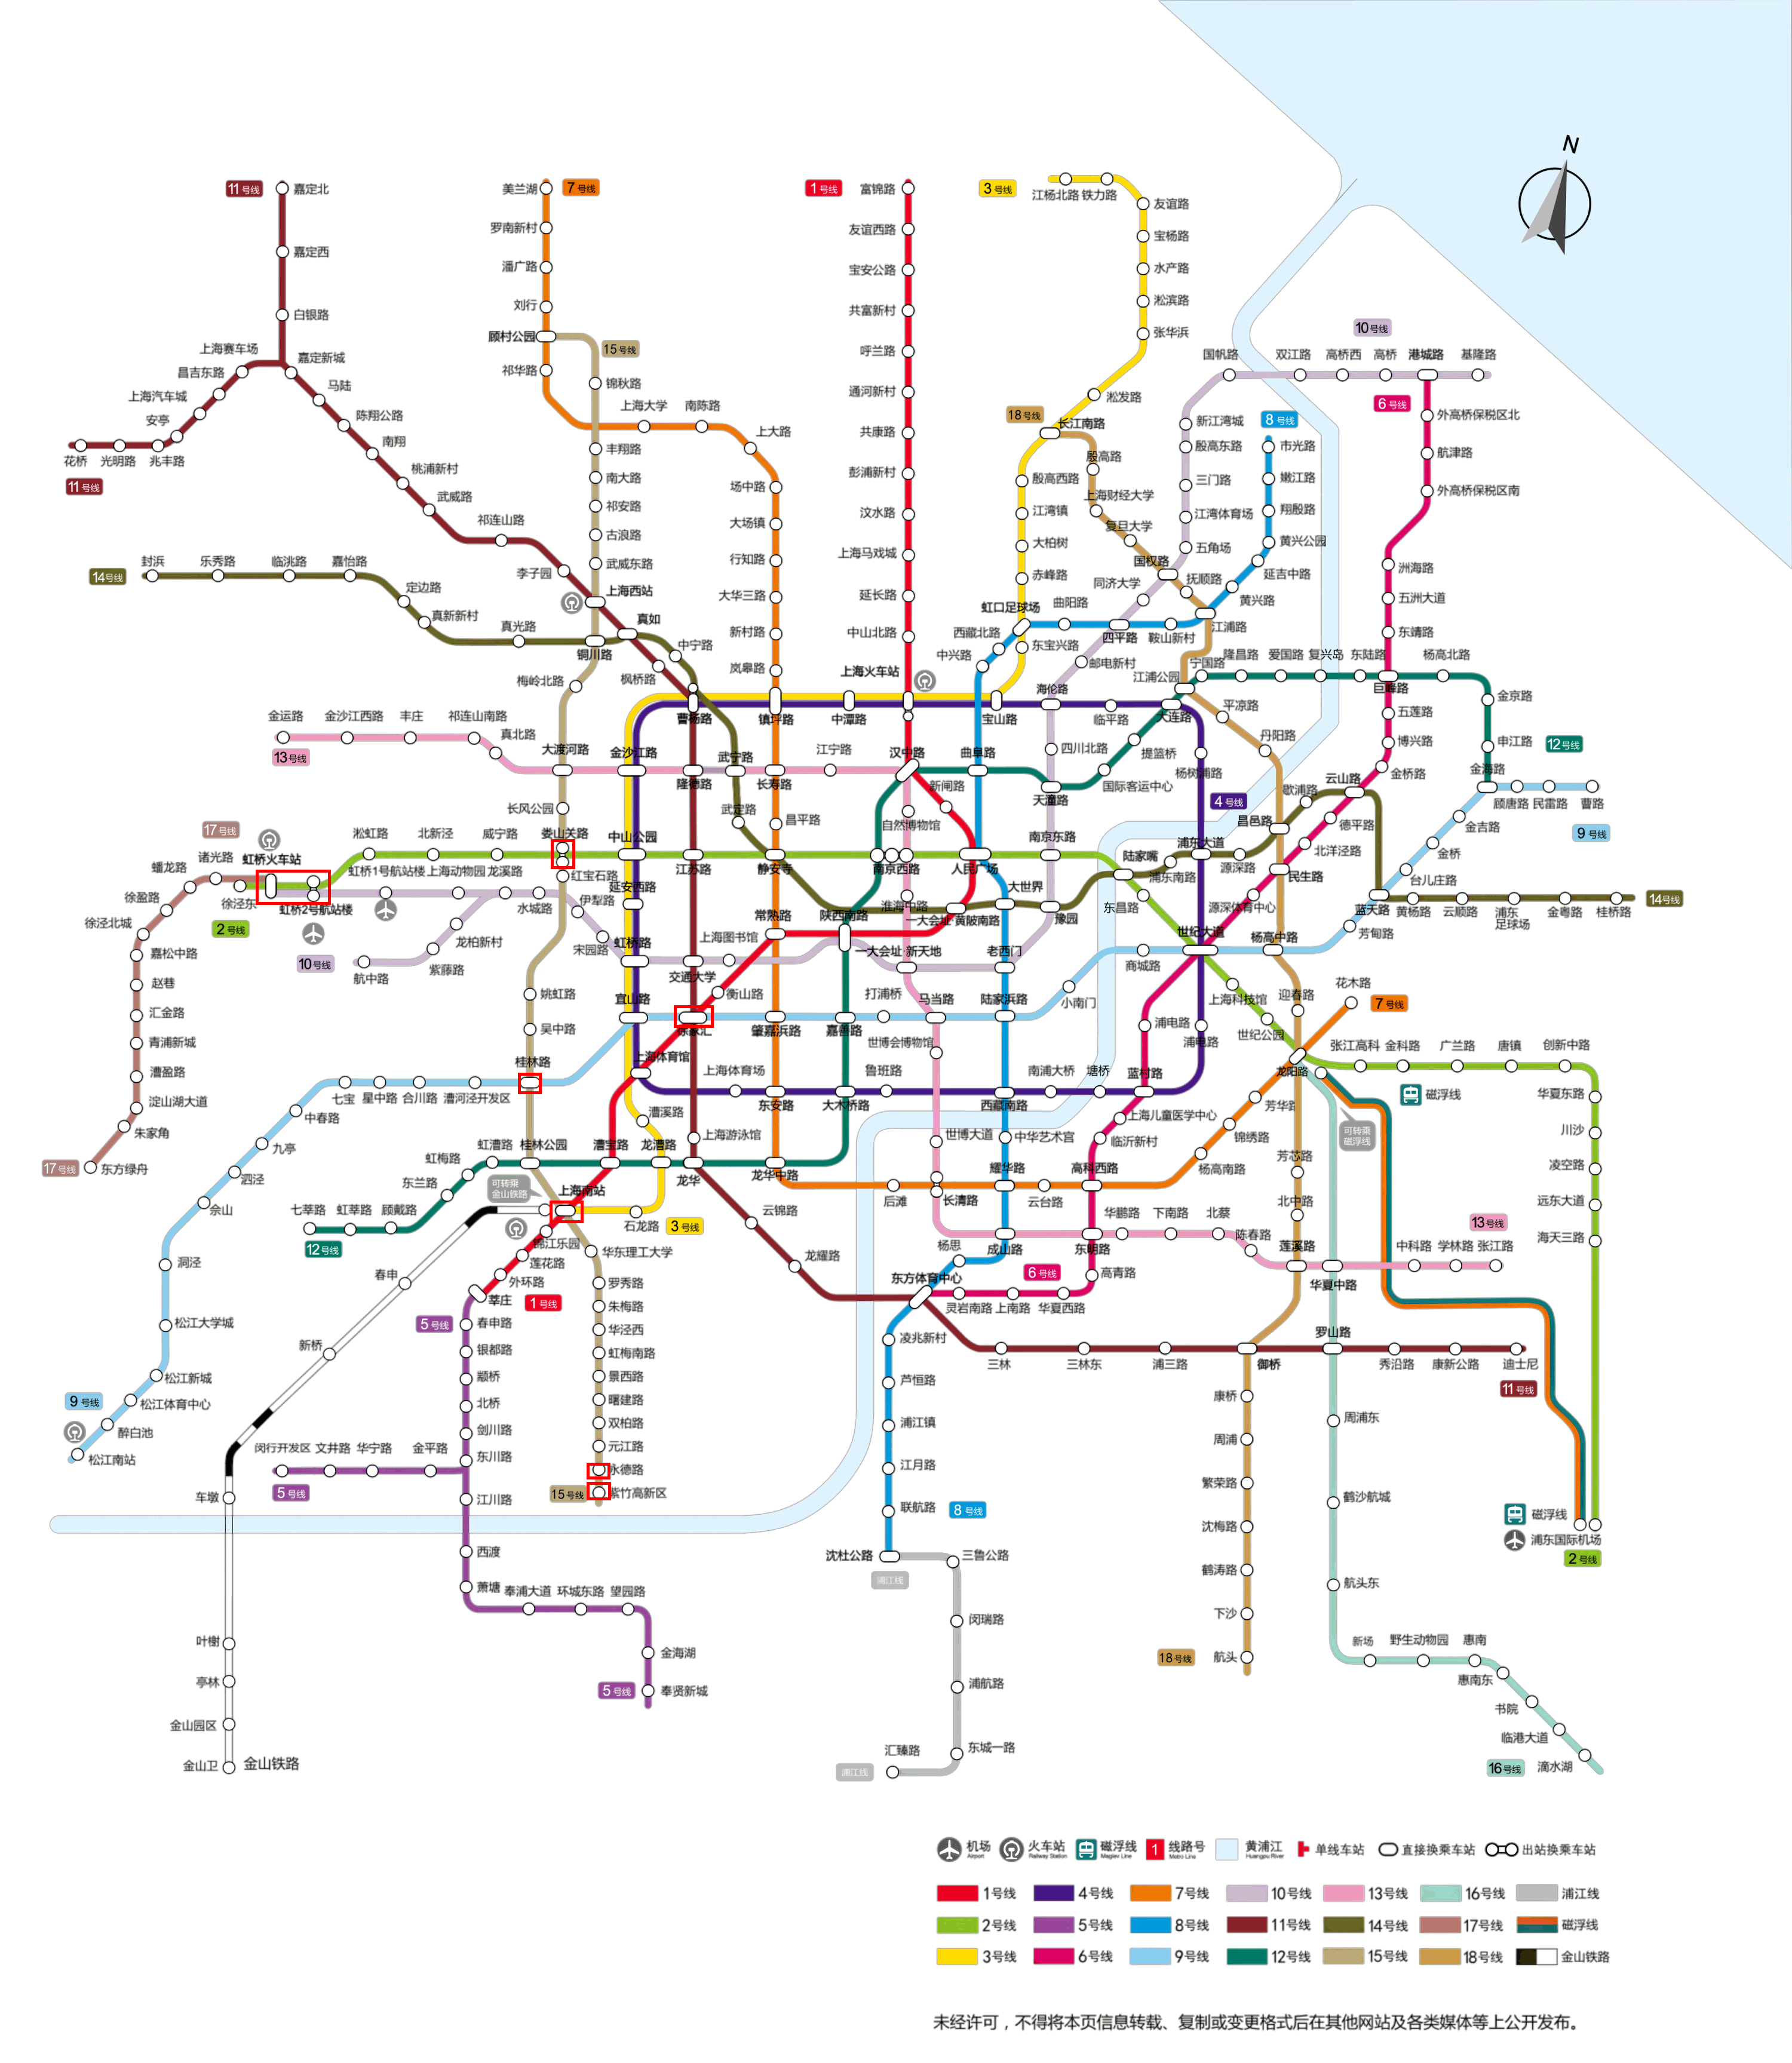 N
11号线
嘉定北
嘉定西
白银路
上海赛车场
嘉定新城
昌吉东路
马陆
上海汽车城
陈翔公路
安亭
南翔
花桥
光明路
兆丰路
桃浦新村
武威路
11号线
祁连山路
李子园
上海西站
真如
枫桥路
曹杨路
隆德路
江苏路
交通大学
徐家汇
上海游泳馆
龙华
云锦路
龙耀路
东方体育中心
三林
三林东
浦三路
御桥
罗山路
秀沿路
康新公路
迪士尼
11号线
美兰湖
7号线
罗南新村
潘广路
刘行
顾村公园
祁华路
上海大学
南陈路
上大路
场中路
大场镇
行知路
大华三路
新村路
岚皋路
镇坪路
长寿路
昌平路
静安寺
常熟路
肇嘉浜路
东安路
龙华中路
后滩
长清路
耀华路
云台路
高科西路
杨高南路
锦绣路
芳华路
龙阳路
花木路
7号线
15号线
锦秋路
丰翔路
南大路
祁安路
古浪路
武威东路
铜川路
梅岭北路
大渡河路
长风公园
娄山关路
红宝石路
姚虹路
吴中路
桂林路
桂林公园
上海南站
华东理工大学
罗秀路
朱梅路
华泾西
虹梅南路
景西路
曙建路
双柏路
元江路
永德路
15号线
紫竹高新区
1号线
富锦路
友谊西路
宝安公路
共富新村
呼兰路
通河新村
共康路
彭浦新村
汶水路
上海马戏城
延长路
中山北路
上海火车站
汉中路
新闸路
人民广场
一大会址·黄陂南路
陕西南路
上海图书馆
衡山路
上海体育馆
漕宝路
锦江乐园
莲花路
外环路
莘庄
1号线
3号线
江杨北路
铁力路
友谊路
宝杨路
水产路
淞滨路
张华浜
淞发路
长江南路
殷高西路
江湾镇
大柏树
赤峰路
虹口足球场
东宝兴路
宝山路
中潭路
金沙江路
中山公园
延安西路
虹桥路
宜山路
漕溪路
龙漕路
石龙路
3号线
14号线
封浜
乐秀路
临洮路
嘉怡路
定边路
真新新村
真光路
中宁路
武宁路
武定路
豫园
大世界
陆家嘴
浦东南路
浦东大道
源深路
昌邑路
歇浦路
云山路
蓝天路
黄杨路
云顺路
浦东
足球场
金粤路
桂桥路
14号线
13号线
金运路
金沙江西路
丰庄
祁连山南路
真北路
江宁路
自然博物馆
南京西路
淮海中路
一大会址·新天地
马当路
世博会博物馆
世博大道
成山路
东明路
华鹏路
下南路
北蔡
陈春路
莲溪路
华夏中路
中科路
学林路
张江路
13号线
17号线
虹桥火车站
诸光路
蟠龙路
徐盈路
徐泾北城
嘉松中路
赵巷
汇金路
青浦新城
漕盈路
淀山湖大道
朱家角
东方绿舟
17号线
2号线
徐泾东
虹桥2号航站楼
淞虹路
北新泾
威宁路
南京东路
东昌路
世纪大道
上海科技馆
世纪公园
张江高科
金科路
广兰路
唐镇
创新中路
华夏东路
川沙
凌空路
远东大道
海天三路
浦东国际机场
2号线
10号线
虹桥1号航站楼
上海动物园
龙溪路
水城路
伊犁路
宋园路
航中路
紫藤路
龙柏新村
老西门
天潼路
四川北路
海伦路
邮电新村
四平路
同济大学
国权路
五角场
江湾体育场
三门路
殷高东路
新江湾城
国帆路
双江路
高桥西
高桥
港城路
基隆路
10号线
6号线
外高桥保税区北
航津路
外高桥保税区南
洲海路
五洲大道
东靖路
巨峰路
五莲路
博兴路
金桥路
德平路
北洋泾路
民生路
源深体育中心
浦电路
蓝村路
上海儿童医学中心
临沂新村
高青路
华夏西路
上南路
灵岩南路
6号线
18号线
殷高路
上海财经大学
复旦大学
抚顺路
江浦路
江浦公园
平凉路
丹阳路
杨高中路
迎春路
芳芯路
北中路
康桥
周浦
繁荣路
沈梅路
鹤涛路
下沙
航头
18号线
8号线
市光路
嫩江路
翔殷路
黄兴公园
延吉中路
黄兴路
鞍山新村
曲阳路
西藏北路
中兴路
曲阜路
陆家浜路
西藏南路
中华艺术宫
杨思
凌兆新村
芦恒路
浦江镇
江月路
联航路
8号线
沈杜公路
浦江线
三鲁公路
闵瑞路
浦航路
东城一路
汇臻路
浦江线
12号线
七莘路
虹莘路
顾戴路
东兰路
虹梅路
虹漕路
大木桥路
嘉善路
国际客运中心
提篮桥
大连路
宁国路
隆昌路
爱国路
复兴岛
东陆路
杨高北路
金京路
申江路
12号线
金海路
9号线
松江南站
醉白池
松江体育中心
松江新城
松江大学城
洞泾
佘山
泗泾
九亭
中春路
七宝
星中路
合川路
漕河泾开发区
打浦桥
小南门
商城路
芳甸路
台儿庄路
金桥
金吉路
顾唐路
民雷路
曹路
9号线
4号线
临平路
杨树浦路
浦电路
塘桥
南浦大桥
鲁班路
上海体育场
可转乘
金山铁路
可转乘
磁浮线
磁浮线
磁浮线
5号线
春申路
银都路
颛桥
北桥
剑川路
东川路
闵行开发区
文井路
华宁路
金平路
5号线
江川路
西渡
萧塘
奉浦大道
环城东路
望园路
金海湖
5号线
奉贤新城
春申
新桥
车墩
叶榭
亭林
金山园区
金山卫
金山铁路
周浦东
鹤沙航城
航头东
新场
野生动物园
惠南
惠南东
书院
临港大道
16号线
滴水湖
机场
Airport
火车站
Railway Station
磁浮线
Maglev Line
1
线路号
Metro Line
黄浦江
Huangpu River
单线车站
直接换乘车站
出站换乘车站
1号线
4号线
7号线
10号线
13号线
16号线
浦江线
2号线
5号线
8号线
11号线
14号线
17号线
磁浮线
3号线
6号线
9号线
12号线
15号线
18号线
金山铁路
未经许可，不得将本页信息转载、复制或变更格式后在其他网站及各类媒体等上公开发布。